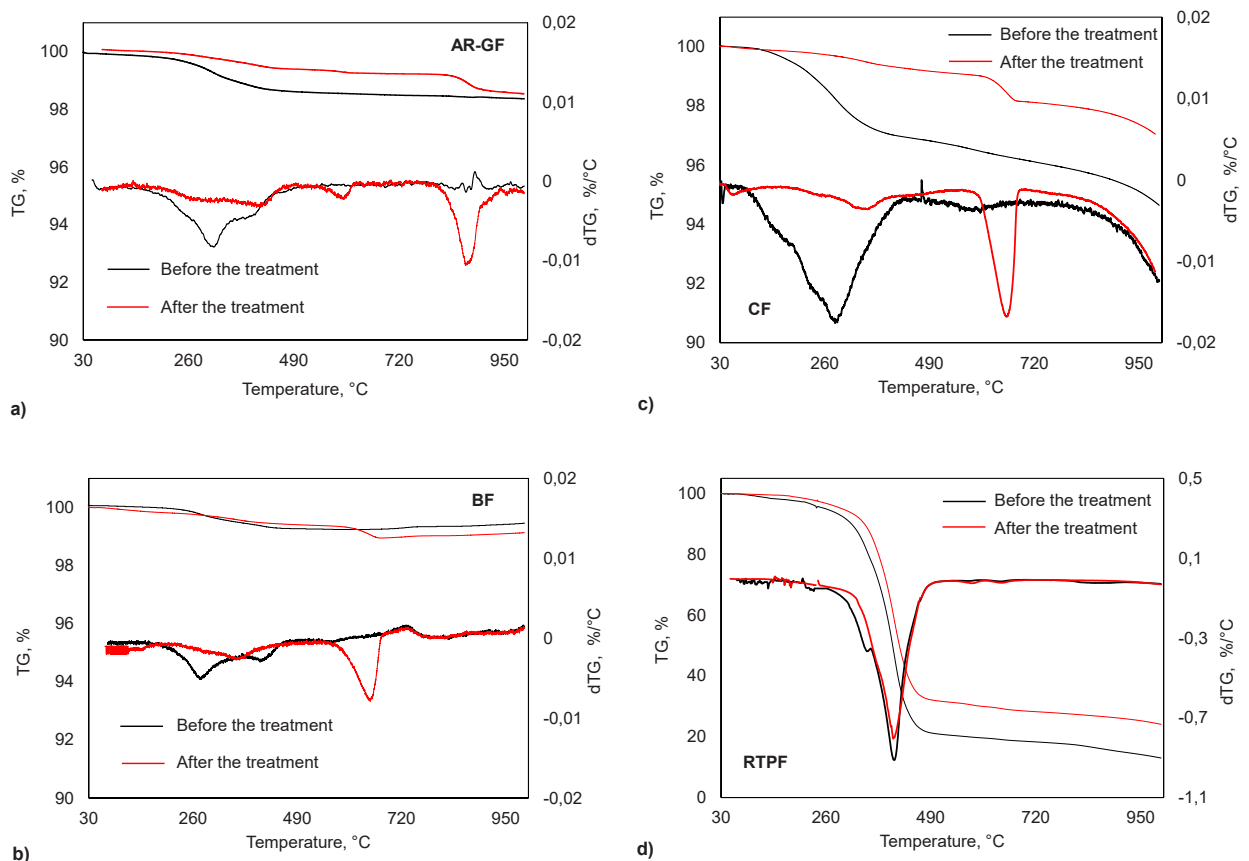 AR-GF
TG, %
100
98
96
94
92
90
0,02
0,01
0
-0,01
-0,02
dTG, %/°C
Before the treatment
After the treatment
30 260 490 720 950
Temperature, °C
a)
CF
TG, %
100
98
96
94
92
90
0,02
0,01
0
-0,01
-0,02
dTG, %/°C
Before the treatment
After the treatment
30 260 490 720 950
Temperature, °C
c)
BF
TG, %
100
98
96
94
92
90
0,02
0,01
0
-0,01
-0,02
dTG, %/°C
Before the treatment
After the treatment
30 260 490 720 950
Temperature, °C
b)
RTPF
TG, %
100
80
60
40
20
0
0,5
0,1
-0,3
-0,7
-1,1
dTG, %/°C
Before the treatment
After the treatment
30 260 490 720 950
Temperature, °C
d)